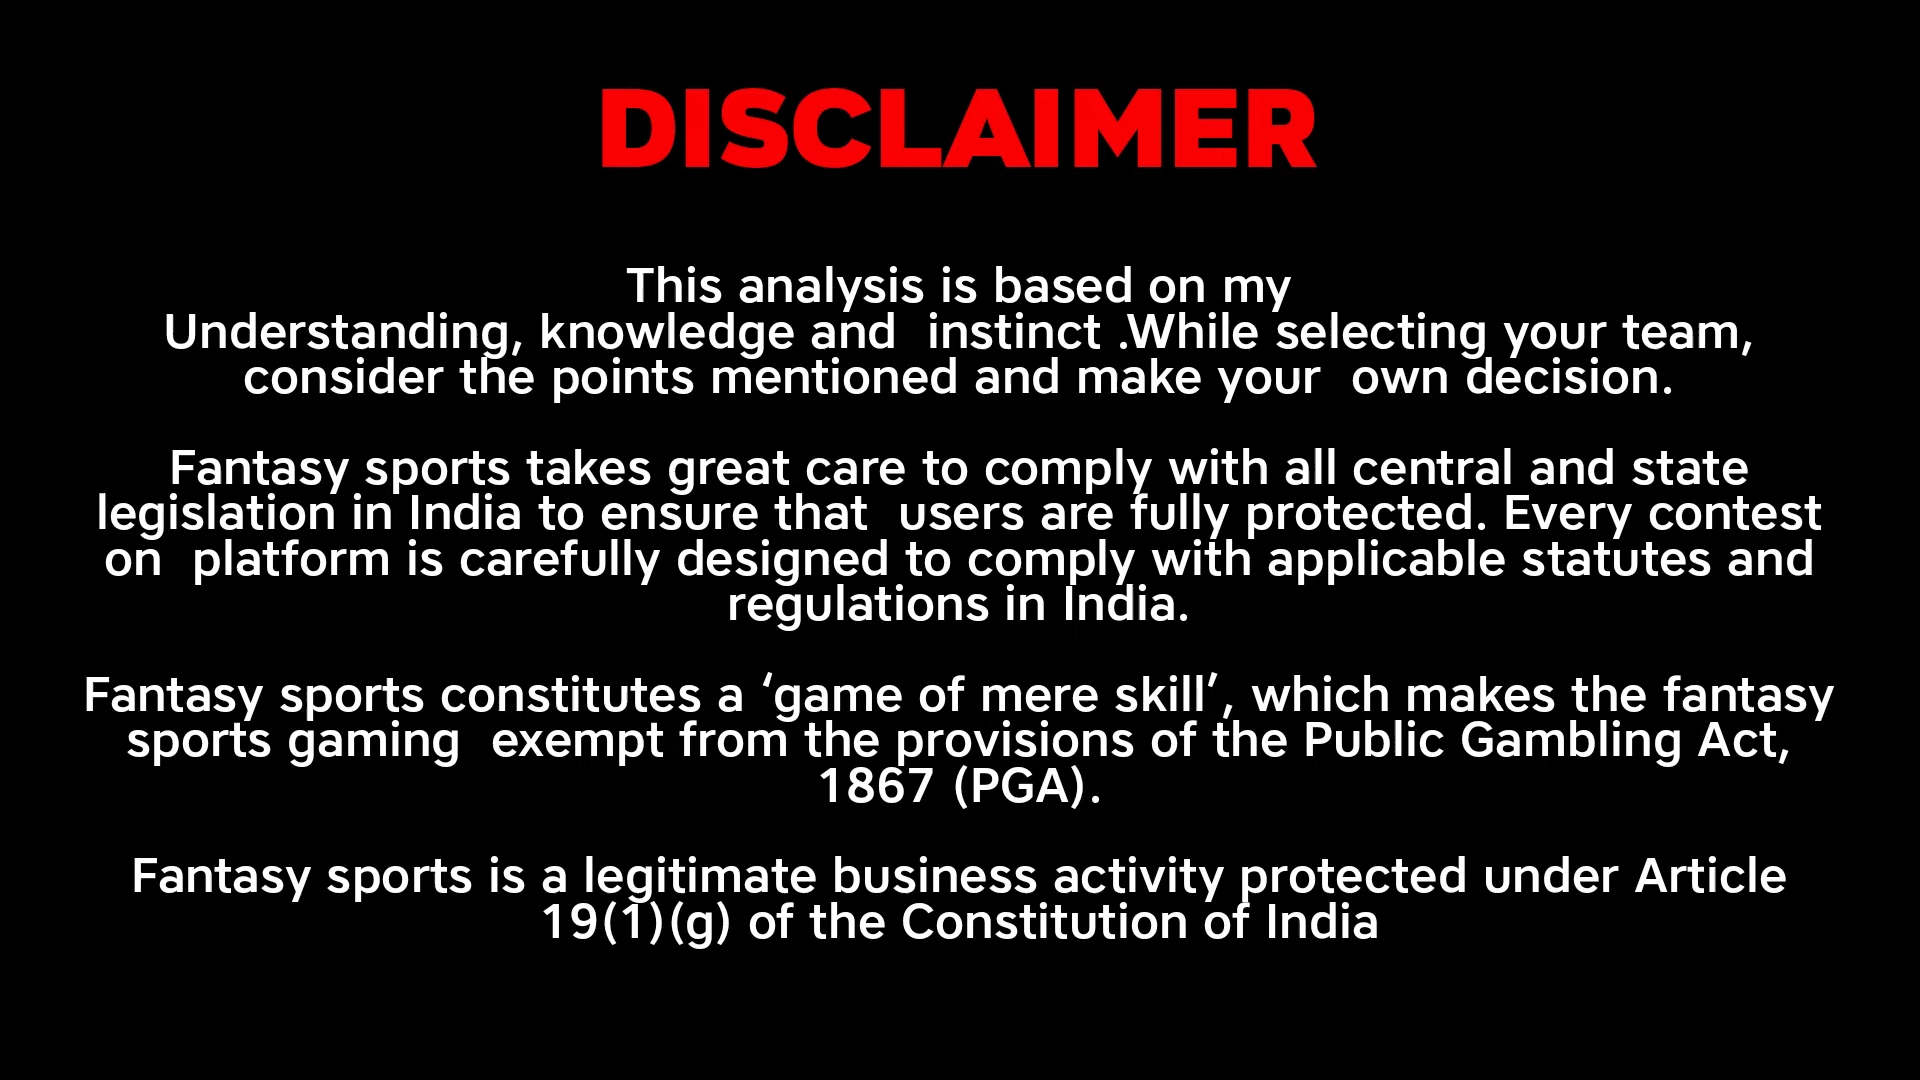 DISCLAIMER
This analysis is based on my
Understanding, knowledge and  instinct .While selecting your team,
consider the points mentioned and make your  own decision.
Fantasy sports takes great care to comply with all central and state
legislation in India to ensure that  users are fully protected. Every contest
on  platform is carefully designed to comply with applicable statutes and
regulations in India.
Fantasy sports constitutes a ‘game of mere skill’, which makes the fantasy
sports gaming  exempt from the provisions of the Public Gambling Act,
1867 (PGA).
Fantasy sports is a legitimate business activity protected under Article
19(1)(g) of the Constitution of India